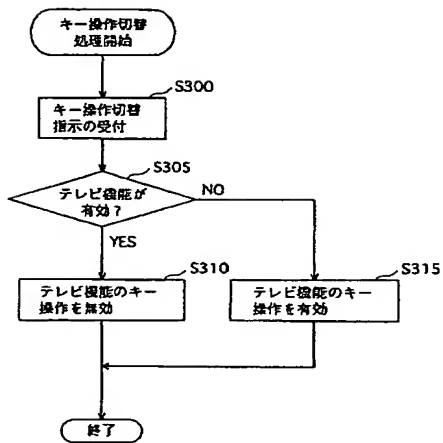 キー操作切替
処理開始
S300
キー操作切替
指示の受付
S305
テレビ機能が
有効?
NO
YES
S310
テレビ機能のキー
操作を無効
S315
テレビ機能のキー
操作を有効
終了